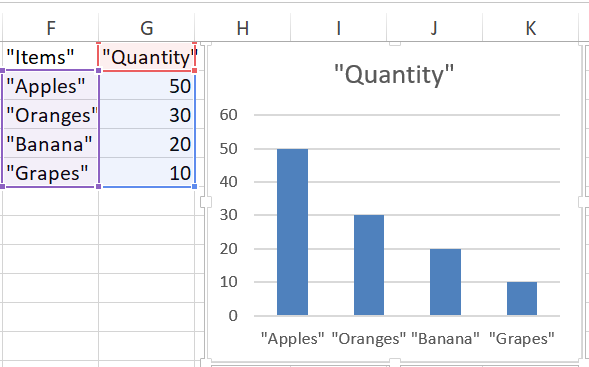 F G H I J K
"Items" "Quantity"
"Apples" 50
"Oranges" 30
"Banana" 20
"Grapes" 10
"Quantity"
60
50
40
30
20
10
0
"Apples" "Oranges" "Banana" "Grapes"